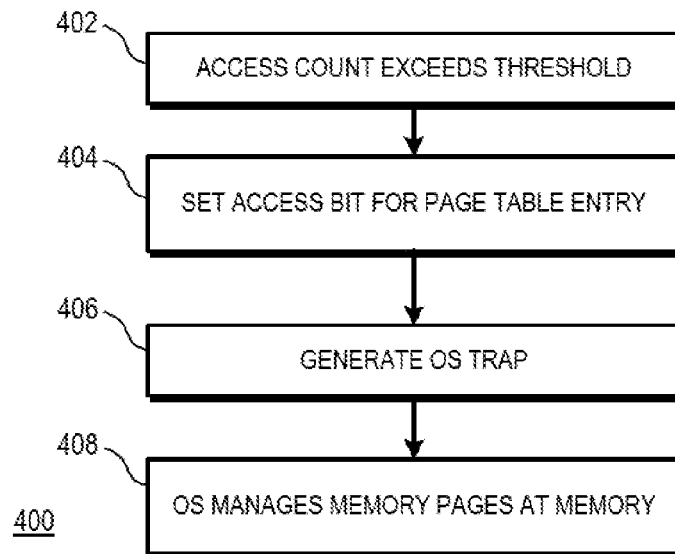 402
ACCESS COUNT EXCEEDS THRESHOLD
404
SET ACCESS BIT FOR PAGE TABLE ENTRY
406
GENERATE OS TRAP
408
OS MANAGES MEMORY PAGES AT MEMORY
400